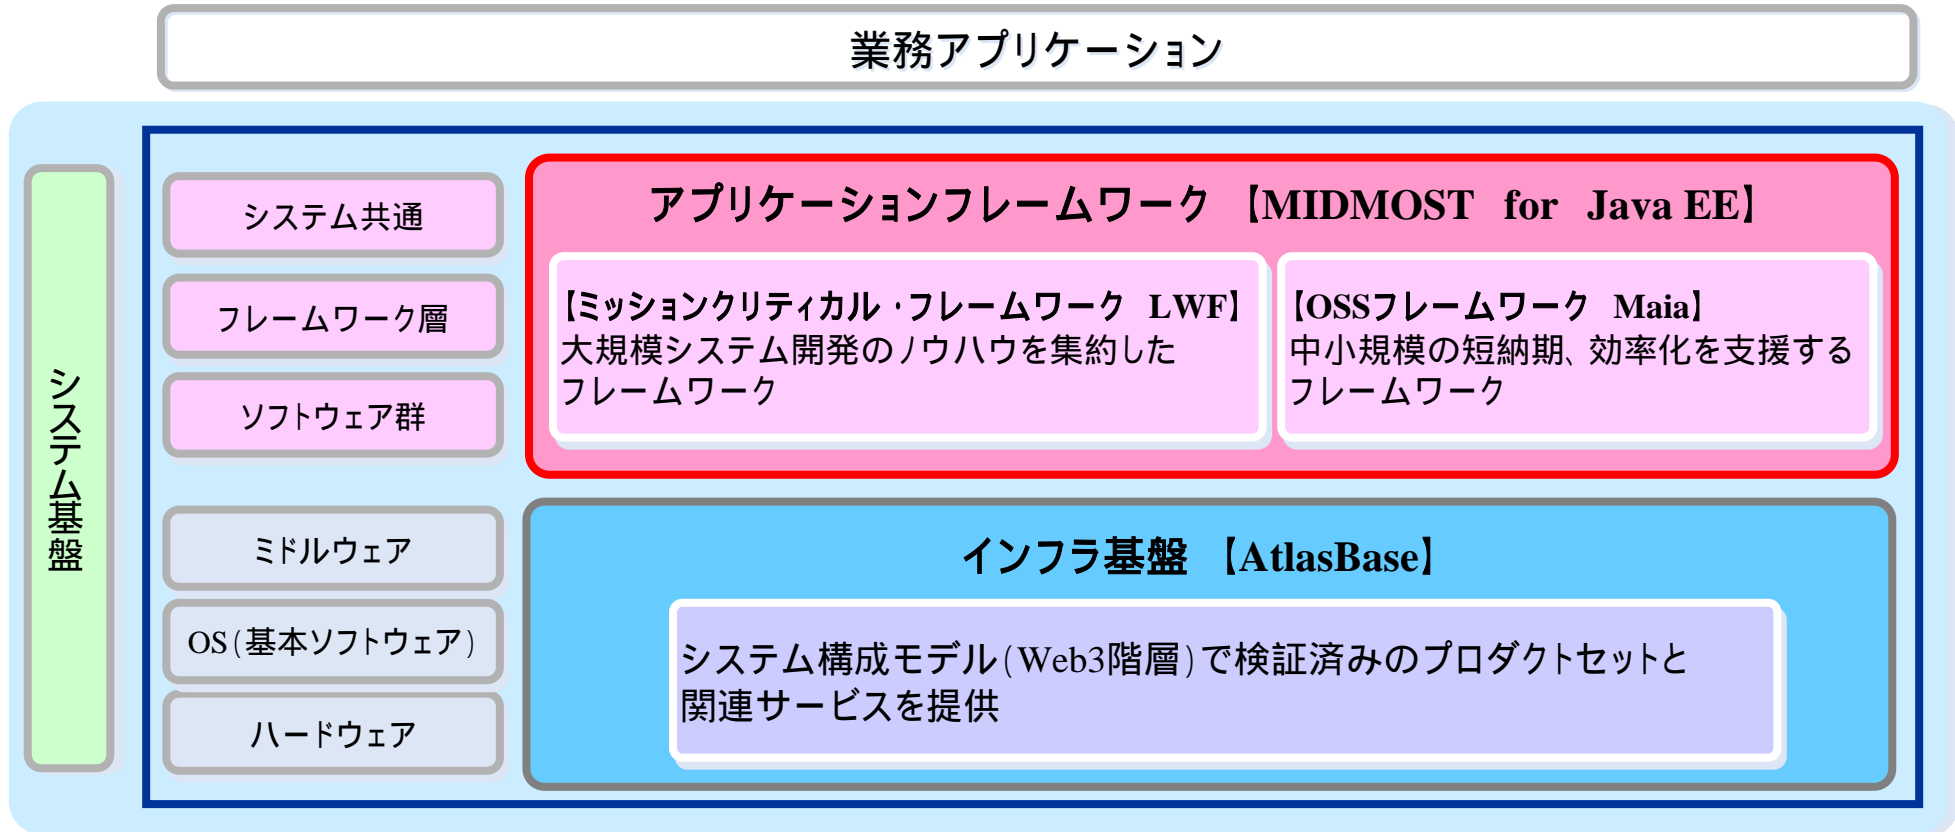 業務アプリケーション
システム基盤
システム共通
フレームワーク層
ソフトウェア群
アプリケーションフレームワーク 【MIDMOST for Java EE】
【ミッションクリティカル・フレームワーク LWF】
大規模システム開発のノウハウを集約した
フレームワーク
【OSSフレームワーク Maia】
中小規模の短納期、効率化を支援する
フレームワーク
ミドルウェア
OS(基本ソフトウェア)
ハードウェア
インフラ基盤 【AtlasBase】
システム構成モデル(Web3階層)で検証済みのプロダクトセットと
関連サービスを提供